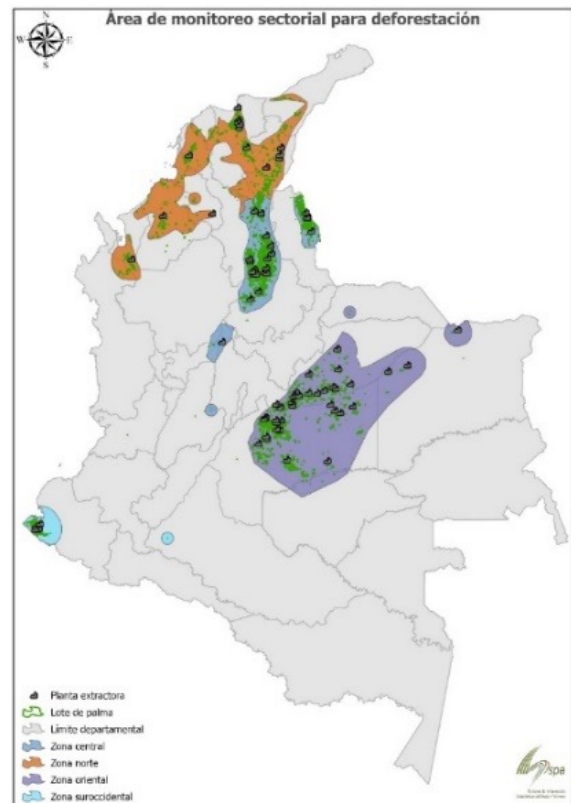 Área de monitoreo sectorial para deforestación
N
W
E
S
Planta extractora
Lote de palma
Límite departamental
Zona central
Zona norte
Zona oriental
Zona suroccidental
spa